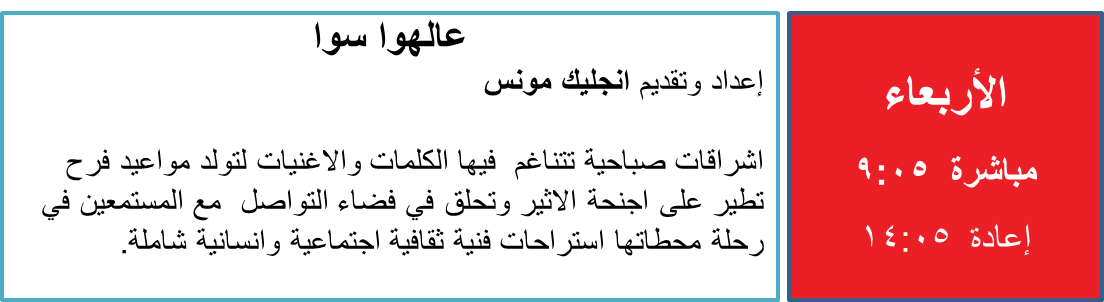 الأربعاء
مباشرة ٩:٠٥
إعادة ١٤:٠٥
عالهوا سوا
إعداد وتقديم انجليك مونس
اشراقات صباحية تتناغم فيها الكلمات والاغنيات لتولد مواعيد فرح
تطير على اجنحة الاثير وتحلق في فضاء التواصل مع المستمعين في
رحلة محطاتها استراحات فنية ثقافية اجتماعية وانسانية شاملة.